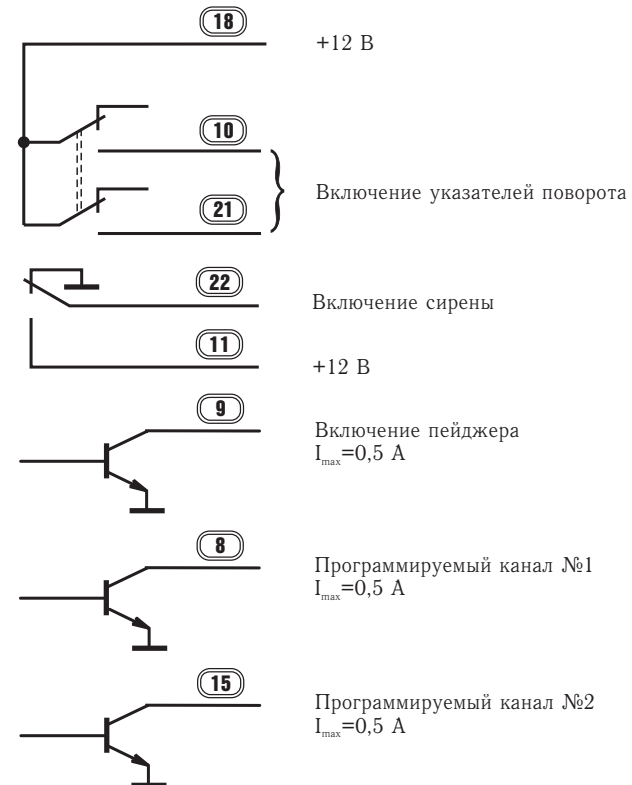 18
+12 В
10
Включение указателей поворота
21
22
Включение сирены
11
+12 В
9
Включение пейджера
Imax=0,5 А
8
Программируемый канал №1
Imax=0,5 А
15
Программируемый канал №2
Imax=0,5 А